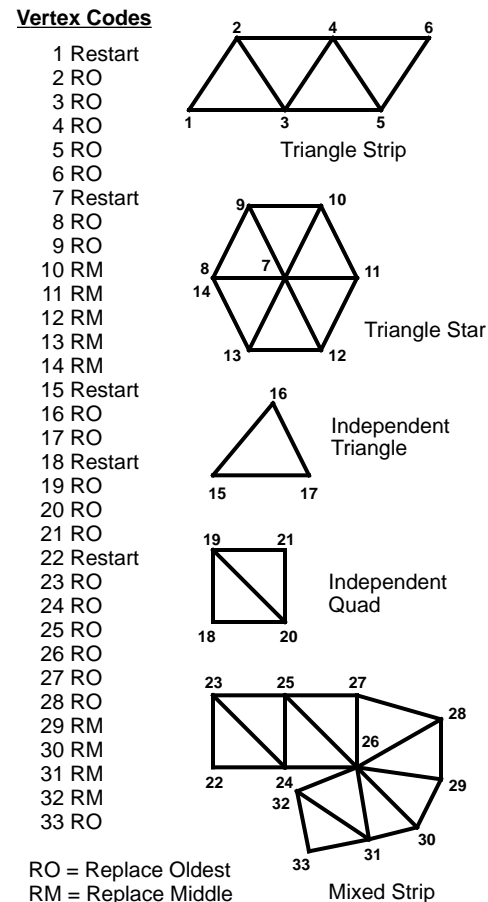 Vertex Codes
1 Restart
2 RO
3 RO
4 RO
5 RO
6 RO
7 Restart
8 RO
9 RO
10 RM
11 RM
12 RM
13 RM
14 RM
15 Restart
16 RO
17 RO
18 Restart
19 RO
20 RO
21 RO
22 Restart
23 RO
24 RO
25 RO
26 RO
27 RO
28 RO
29 RM
30 RM
31 RM
32 RM
33 RO
RO = Replace Oldest
RM = Replace Middle
2 4 6
1 3 5
Triangle Strip
9 10
8 7 11
14
13 12
Triangle Star
16
15 17
Independent
Triangle
19 21
18 20
Independent
Quad
23 25 27
28
26
22 24
29
32
30
31
33
Mixed Strip